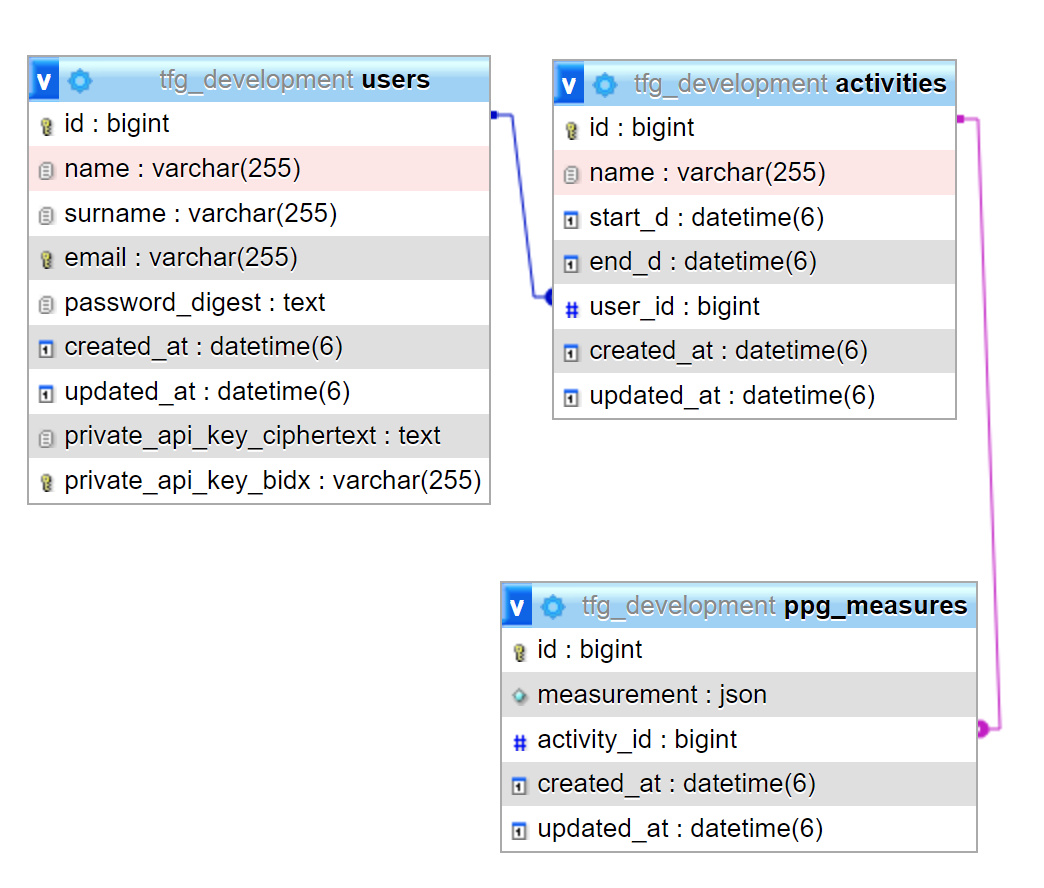 v tfg_development users
id : bigint
name : varchar(255)
surname : varchar(255)
email : varchar(255)
password_digest : text
created_at : datetime(6)
updated_at : datetime(6)
private_api_key_ciphertext : text
private_api_key_bidx : varchar(255)
v tfg_development activities
id : bigint
name : varchar(255)
start_d : datetime(6)
end_d : datetime(6)
# user_id : bigint
created_at : datetime(6)
updated_at : datetime(6)
v tfg_development ppg_measures
id : bigint
measurement : json
# activity_id : bigint
created_at : datetime(6)
updated_at : datetime(6)